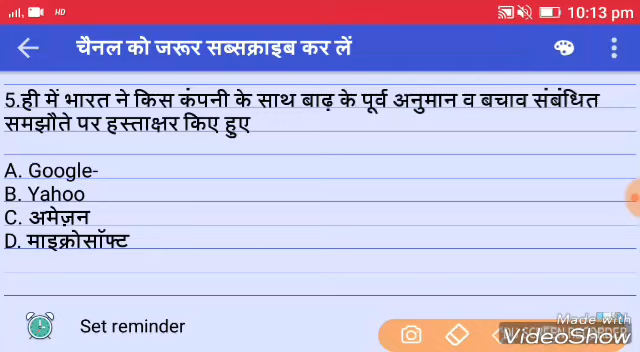 HD 10:13 pm
चैनल को जरूर सब्सक्राइब कर लें
5.ही में भारत ने किस कंपनी के साथ बाढ़ के पूर्व अनुमान व बचाव संबंधित
समझौते पर हस्ताक्षर किए हुए
A. Google-
B. Yahoo
C. अमेज़न
D. माइक्रोसॉफ्ट
Set reminder
Made with
VideoShow